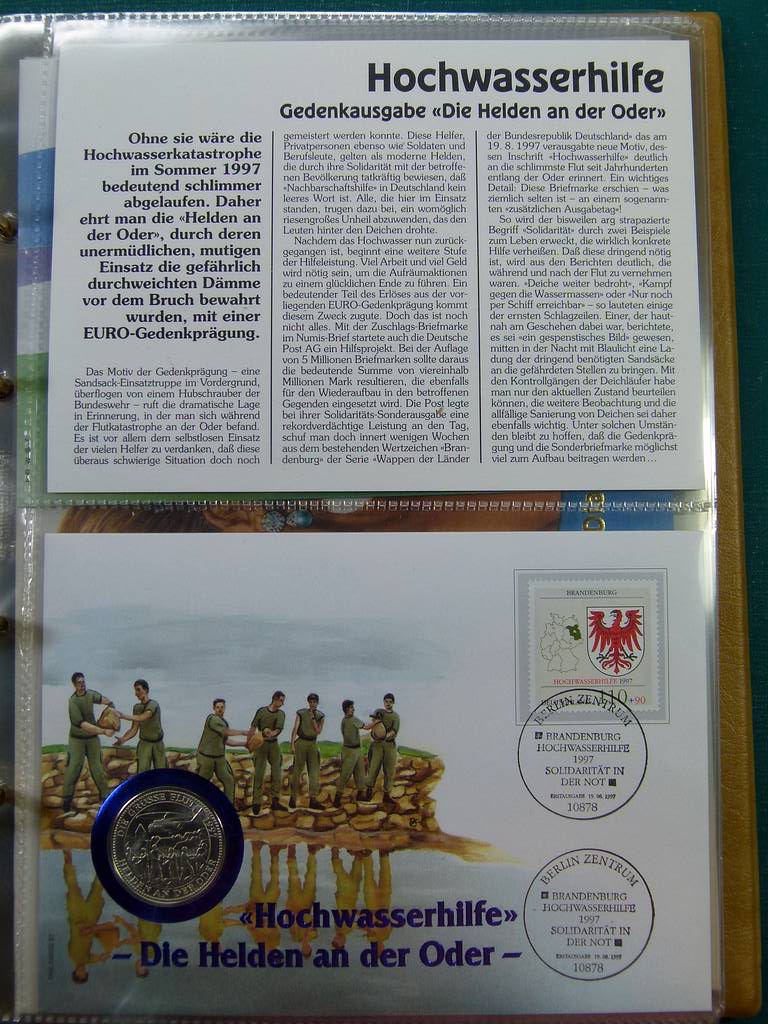 Hochwasserhilfe
Gedenkausgabe «Die Helden an der Oder»
Ohne sie wäre die
Hochwasserkatastrophe
im Sommer 1997
bedeutend schlimmer
abgelaufen. Daher
ehrt man die «Helden an
der Oder», durch deren
unermüdlichen, mutigen
Einsatz die gefährlich
durchweichten Dämme
vor dem Bruch bewahrt
wurden, mit einer
EURO-Gedenkprägung.
Das Motiv der Gedenkprägung – eine
Sandsack-Einsatztruppe im Vordergrund,
überflogen von einem Hubschrauber der
Bundeswehr – ruft die dramatische Lage
in Erinnerung, in der man sich während
der Flutkatastrophe an der Oder befand.
Es ist vor allem dem selbstlosen Einsatz
der vielen Helfer zu verdanken, daß diese
überaus schwierige Situation doch noch
gemeistert werden konnte. Diese Helfer,
Privatpersonen ebenso wie Soldaten und
Berufsleute, gelten als moderne Helden,
die durch ihre Solidarität mit der betroffe-
nen Bevölkerung tatkräftig bewiesen, daß
«Nachbarschaftshilfe» in Deutschland kein
leeres Wort ist. Alle, die hier im Einsatz
standen, trugen dazu bei, ein womöglich
riesengroßes Unheil abzuwenden, das den
Leuten hinter den Deichen drohte.
Nachdem das Hochwasser nun zurück-
gegangen ist, beginnt eine weitere Stufe
der Hilfeleistung. Viel Arbeit und viel Geld
wird nötig sein, um die Aufräumaktionen
zu einem glücklichen Ende zu führen. Ein
bedeutender Teil des Erlöses aus der vor-
liegenden EURO-Gedenkprägung kommt
diesem Zweck zugute. Doch das ist noch
nicht alles. Mit der Zuschlags-Briefmarke
im Numis-Brief startete auch die Deutsche
Post AG ein Hilfsprojekt. Bei der Auflage
von 5 Millionen Briefmarken sollte daraus
die bedeutende Summe von viereinhalb
Millionen Mark resultieren, die ebenfalls
für den Wiederaufbau in den betroffenen
Gegenden eingesetzt wird. Die Post legte
bei ihrer Solidaritäts-Sonderausgabe eine
rekordverdächtige Leistung an den Tag,
schuf man doch innert wenigen Wochen
aus dem bestehenden Wertzeichen «Bran-
denburg» der Serie «Wappen der Länder
der Bundesrepublik Deutschland» das am
19. 8. 1997 verausgabte neue Motiv, des-
sen Inschrift «Hochwasserhilfe» deutlich
an die schlimmste Flut seit Jahrhunderten
entlang der Oder erinnert. Ein wichtiges
Detail: Diese Briefmarke erschien – was
ziemlich selten ist – an einem sogenann-
ten «zusätzlichen Ausgabetag»!
So wird der bisweilen arg strapazierte
Begriff «Solidarität» durch zwei Beispiele
zum Leben erweckt, die wirklich konkrete
Hilfe verheißen. Daß diese dringend nötig
ist, wird aus den Berichten deutlich, die
während und nach der Flut zu vernehmen
waren. «Deiche weiter bedroht», «Kampf
gegen die Wassermassen» oder «Nur noch
per Schiff erreichbar» – so lauteten einige
der ernsten Schlagzeilen. Einer, der haut-
nah am Geschehen dabei war, berichtete,
es sei «ein gespenstisches Bild» gewesen,
mitten in der Nacht mit Blaulicht eine La-
dung der dringend benötigten Sandsäcke
an die gefährdeten Stellen zu bringen. Mit
den Kontrollgängen der Deichläufer habe
man nur den aktuellen Zustand beurteilen
können, die weitere Beobachtung und die
allfällige Sanierung von Deichen sei daher
ebenfalls wichtig. Unter solchen Umstän-
den bleibt zu hoffen, daß die Gedenkprä-
gung und die Sonderbriefmarke möglichst
viel zum Aufbau beitragen werden ...
BRANDENBURG
HOCHWASSERHILFE 1997
110 +90
BERLIN ZENTRUM
BRANDENBURG
HOCHWASSERHILFE
1997
SOLIDARITÄT IN
DER NOT
ERSTAUSGABE 19.08.1997
10878
DIE GROSSE FLUT 1997
HELDEN AN DER ODER
BERLIN ZENTRUM
BRANDENBURG
HOCHWASSERHILFE
1997
SOLIDARITÄT IN
DER NOT
ERSTAUSGABE 19.08.1997
10878
«Hochwasserhilfe»
– Die Helden an der Oder –